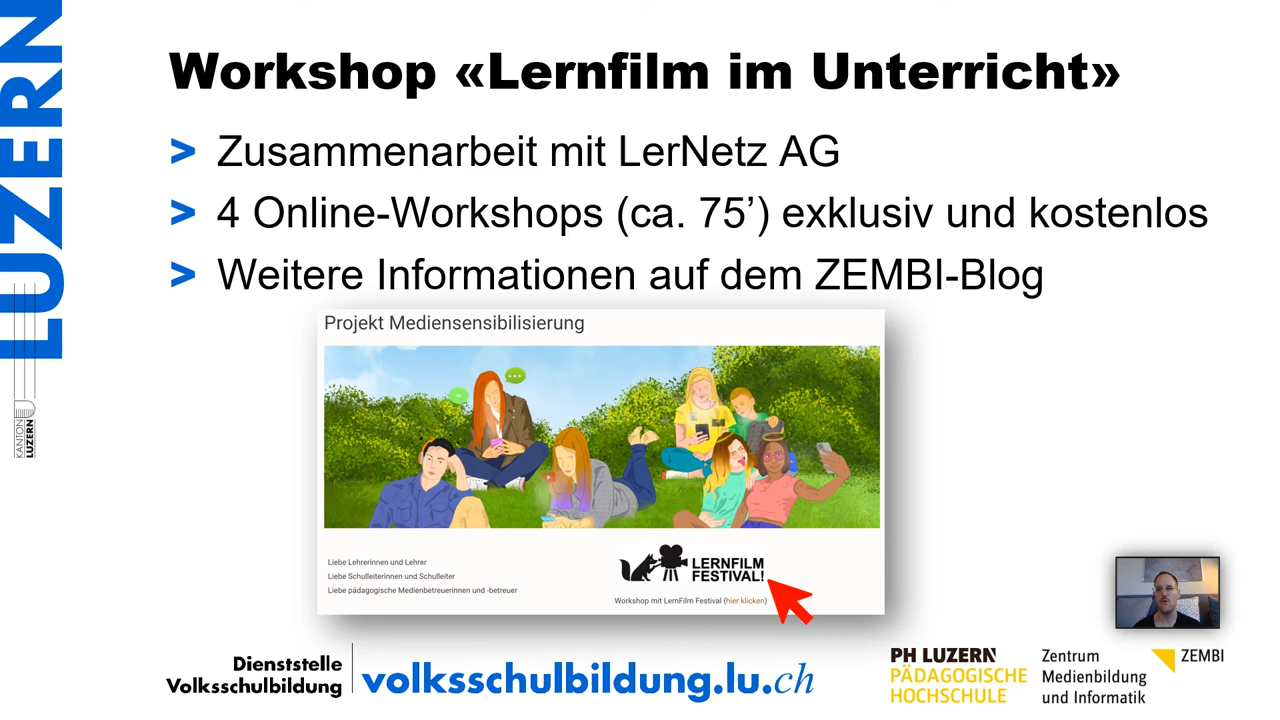 LUZERN
KANTON
LUZERN
Workshop «Lernfilm im Unterricht»
> Zusammenarbeit mit LerNetz AG
> 4 Online-Workshops (ca. 75’) exklusiv und kostenlos
> Weitere Informationen auf dem ZEMBI-Blog
Projekt Mediensensibilisierung
Liebe Lehrerinnen und Lehrer
Liebe Schulleiterinnen und Schulleiter
Liebe pädagogische Medienbetreuerinnen und -betreuer
LERNFILM
FESTIVAL!
Workshop mit LernFilm Festival (hier klicken)
Dienststelle
Volksschulbildung
volksschulbildung.lu.ch
PH LUZERN
PÄDAGOGISCHE
HOCHSCHULE
Zentrum
Medienbildung
und Informatik
ZEMBI